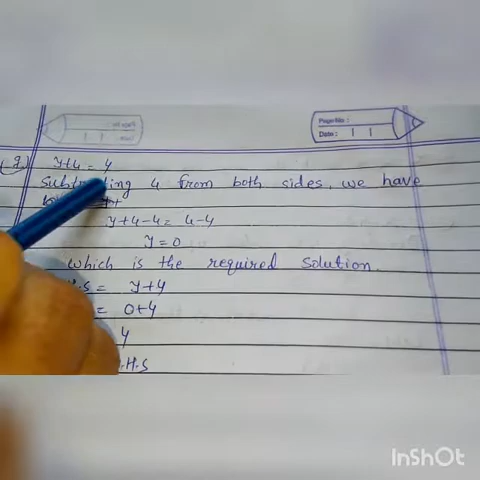 Page No :
Date :
(g) y+4 = 4
Subtracting 4 from both sides, we have
y+4-4 = 4-4
y = 0
which is the required solution.
.S = y+4
= 0+4
4
.H.S
InShOt